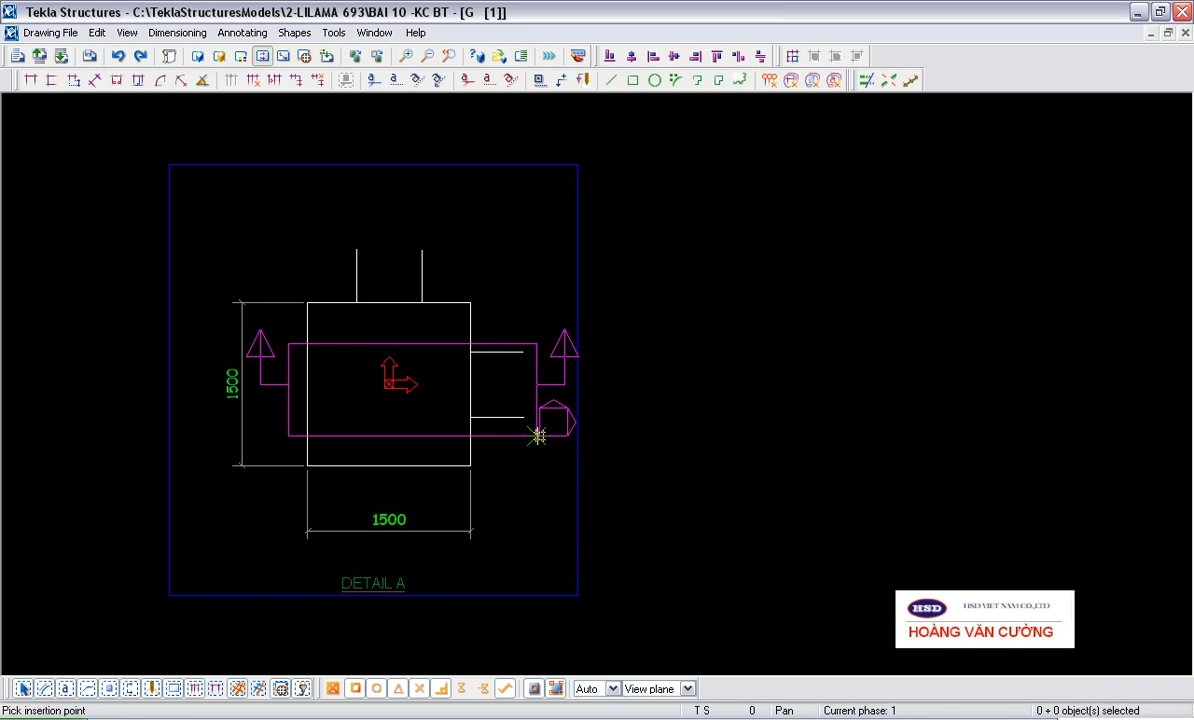 Tekla Structures - C:\TeklaStructuresModels\2-LILAMA 693\BAI 10 -KC BT - [G [1]]
Drawing File Edit View Dimensioning Annotating Shapes Tools Window Help
1500
1500
DETAIL A
HSD HSD VIET NAM CO.,LTD
HOÀNG VĂN CƯỜNG
Auto View plane
Pick insertion point T S 0 Pan Current phase: 1 0 + 0 object(s) selected